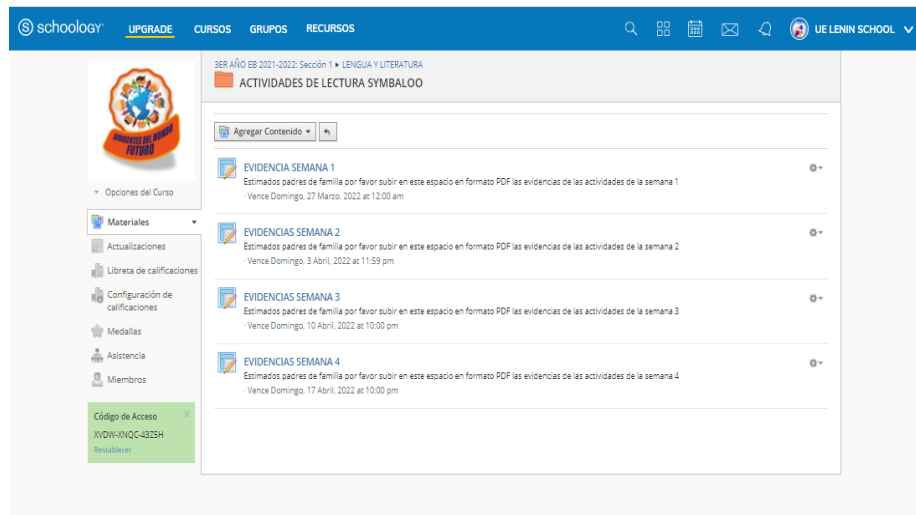 schoology UPGRADE CURSOS GRUPOS RECURSOS UE LENIN SCHOOL
3ER AÑO EB 2021-2022: Sección 1 ▸ LENGUA Y LITERATURA
ACTIVIDADES DE LECTURA SYMBALOO
DIRIGENTES DEL MUNDO
FUTURO
Opciones del Curso
Materiales
Actualizaciones
Libreta de calificaciones
Configuración de
calificaciones
Medallas
Asistencia
Miembros
Código de Acceso
XVDW-XNQC-43Z5H
Restablecer
Agregar Contenido
EVIDENCIA SEMANA 1
Estimados padres de familia por favor subir en este espacio en formato PDF las evidencias de las actividades de la semana 1
· Vence Domingo, 27 Marzo, 2022 at 12:00 am
EVIDENCIAS SEMANA 2
Estimados padres de familia por favor subir en este espacio en formato PDF las evidencias de las actividades de la semana 2
· Vence Domingo, 3 Abril, 2022 at 11:59 pm
EVIDENCIAS SEMANA 3
Estimados padres de familia por favor subir en este espacio en formato PDF las evidencias de las actividades de la semana 3
· Vence Domingo, 10 Abril, 2022 at 10:00 pm
EVIDENCIAS SEMANA 4
Estimados padres de familia por favor subir en este espacio en formato PDF las evidencias de las actividades de la semana 4
· Vence Domingo, 17 Abril, 2022 at 10:00 pm